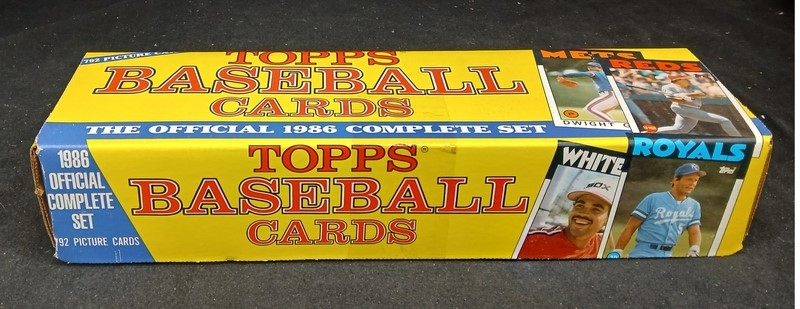 792 PICTURE
TOPPS
BASEBALL
CARDS
THE OFFICIAL 1986 COMPLETE SET
METS
REDS
DWIGHT
1986
OFFICIAL
COMPLETE
SET
792 PICTURE CARDS
TOPPS®
BASEBALL
CARDS
WHITE
SOX
ROYALS
Topps
Royals